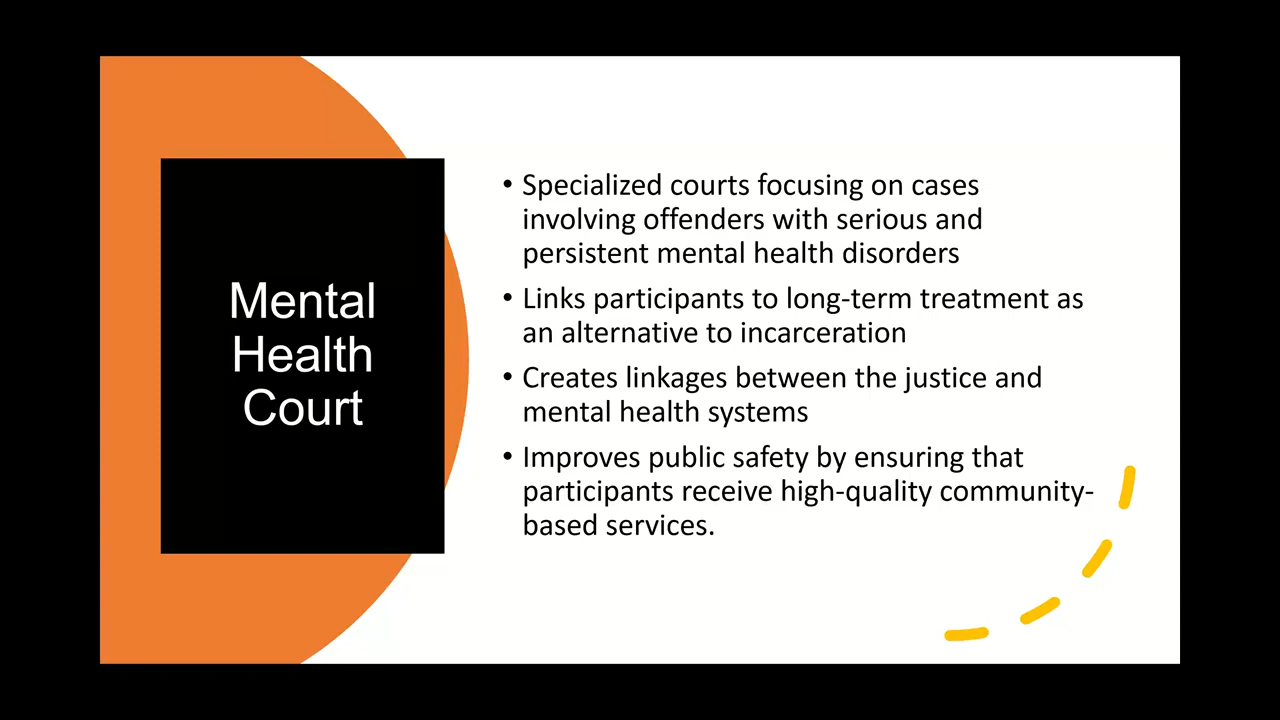 Mental
Health
Court
• Specialized courts focusing on cases
involving offenders with serious and
persistent mental health disorders
• Links participants to long-term treatment as
an alternative to incarceration
• Creates linkages between the justice and
mental health systems
• Improves public safety by ensuring that
participants receive high-quality community-
based services.